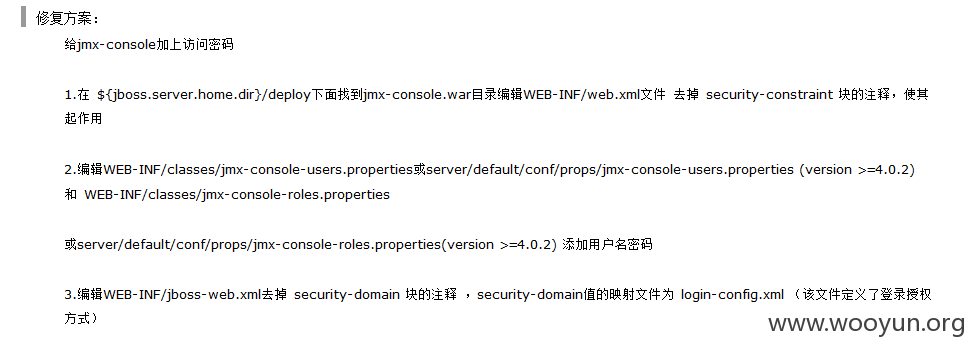 修复方案：
给jmx-console加上访问密码
1.在 ${jboss.server.home.dir}/deploy下面找到jmx-console.war目录编辑WEB-INF/web.xml文件 去掉 security-constraint 块的注释，使其
起作用
2.编辑WEB-INF/classes/jmx-console-users.properties或server/default/conf/props/jmx-console-users.properties (version >=4.0.2)
和 WEB-INF/classes/jmx-console-roles.properties
或server/default/conf/props/jmx-console-roles.properties(version >=4.0.2) 添加用户名密码
3.编辑WEB-INF/jboss-web.xml去掉 security-domain 块的注释 ，security-domain值的映射文件为 login-config.xml （该文件定义了登录授权
方式）
www.wooyun.org